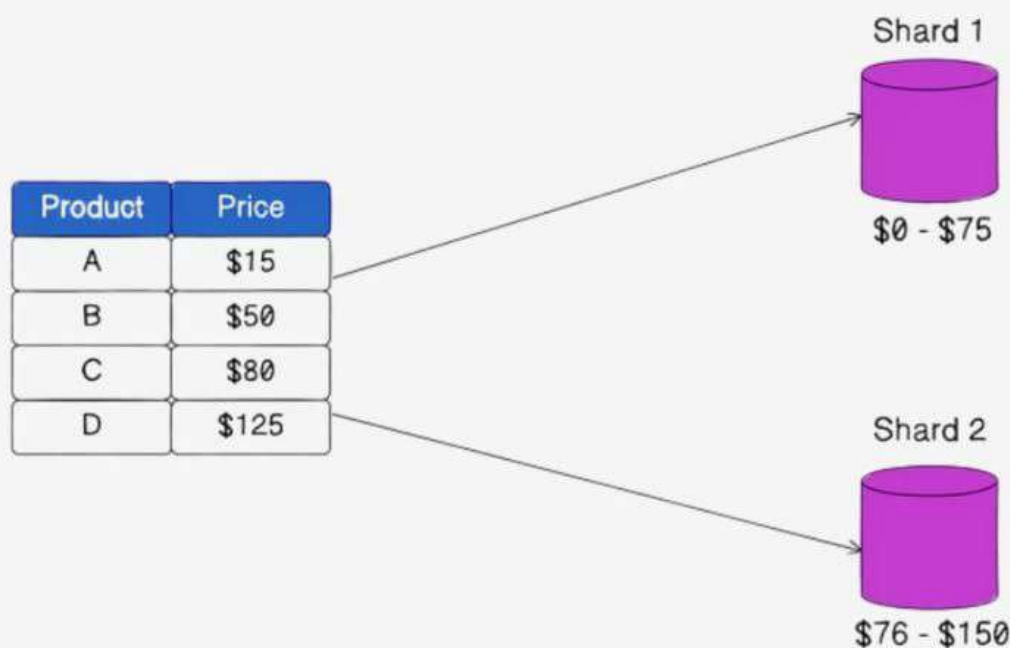 Shard 1
$0 - $75
Product Price
A $15
B $50
C $80
D $125
Shard 2
$76 - $150